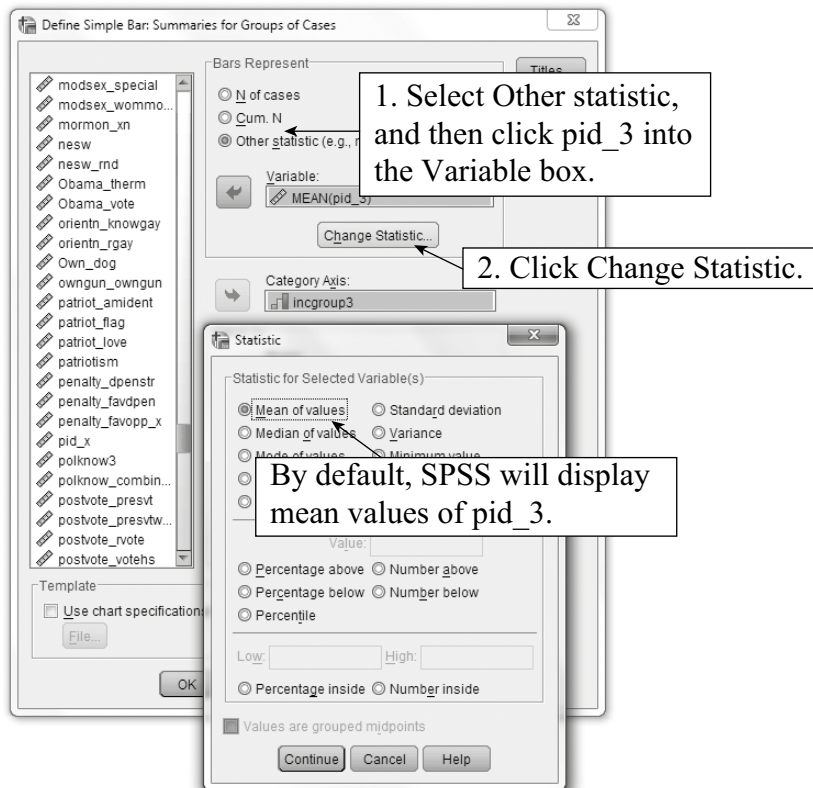 Define Simple Bar: Summaries for Groups of Cases
modsex_special
modsex_wommo...
mormon_xn
nesw
nesw_rnd
Obama_therm
Obama_vote
orientn_knowgay
orientn_rgay
Own_dog
owngun_owngun
patriot_amident
patriot_flag
patriot_love
patriotism
penalty_dpenstr
penalty_favdpen
penalty_favopp_x
pid_x
polknow3
polknow_combin...
postvote_presvt
postvote_presvtw...
postvote_rvote
postvote_votehs
Template
Use chart specifications
File...
OK
Bars Represent
N of cases
Cum. N
Other statistic (e.g.,
Variable:
MEAN(pid_3)
Change Statistic...
Category Axis:
incgroup3
Titles...
1. Select Other statistic,
and then click pid_3 into
the Variable box.
2. Click Change Statistic.
Statistic
Statistic for Selected Variable(s)
Mean of values
Standard deviation
Median of values
Variance
Mode of values
Minimum value
By default, SPSS will display
mean values of pid_3.
Value:
Percentage above
Number above
Percentage below
Number below
Percentile
Low:
High:
Percentage inside
Number inside
Values are grouped midpoints
Continue
Cancel
Help